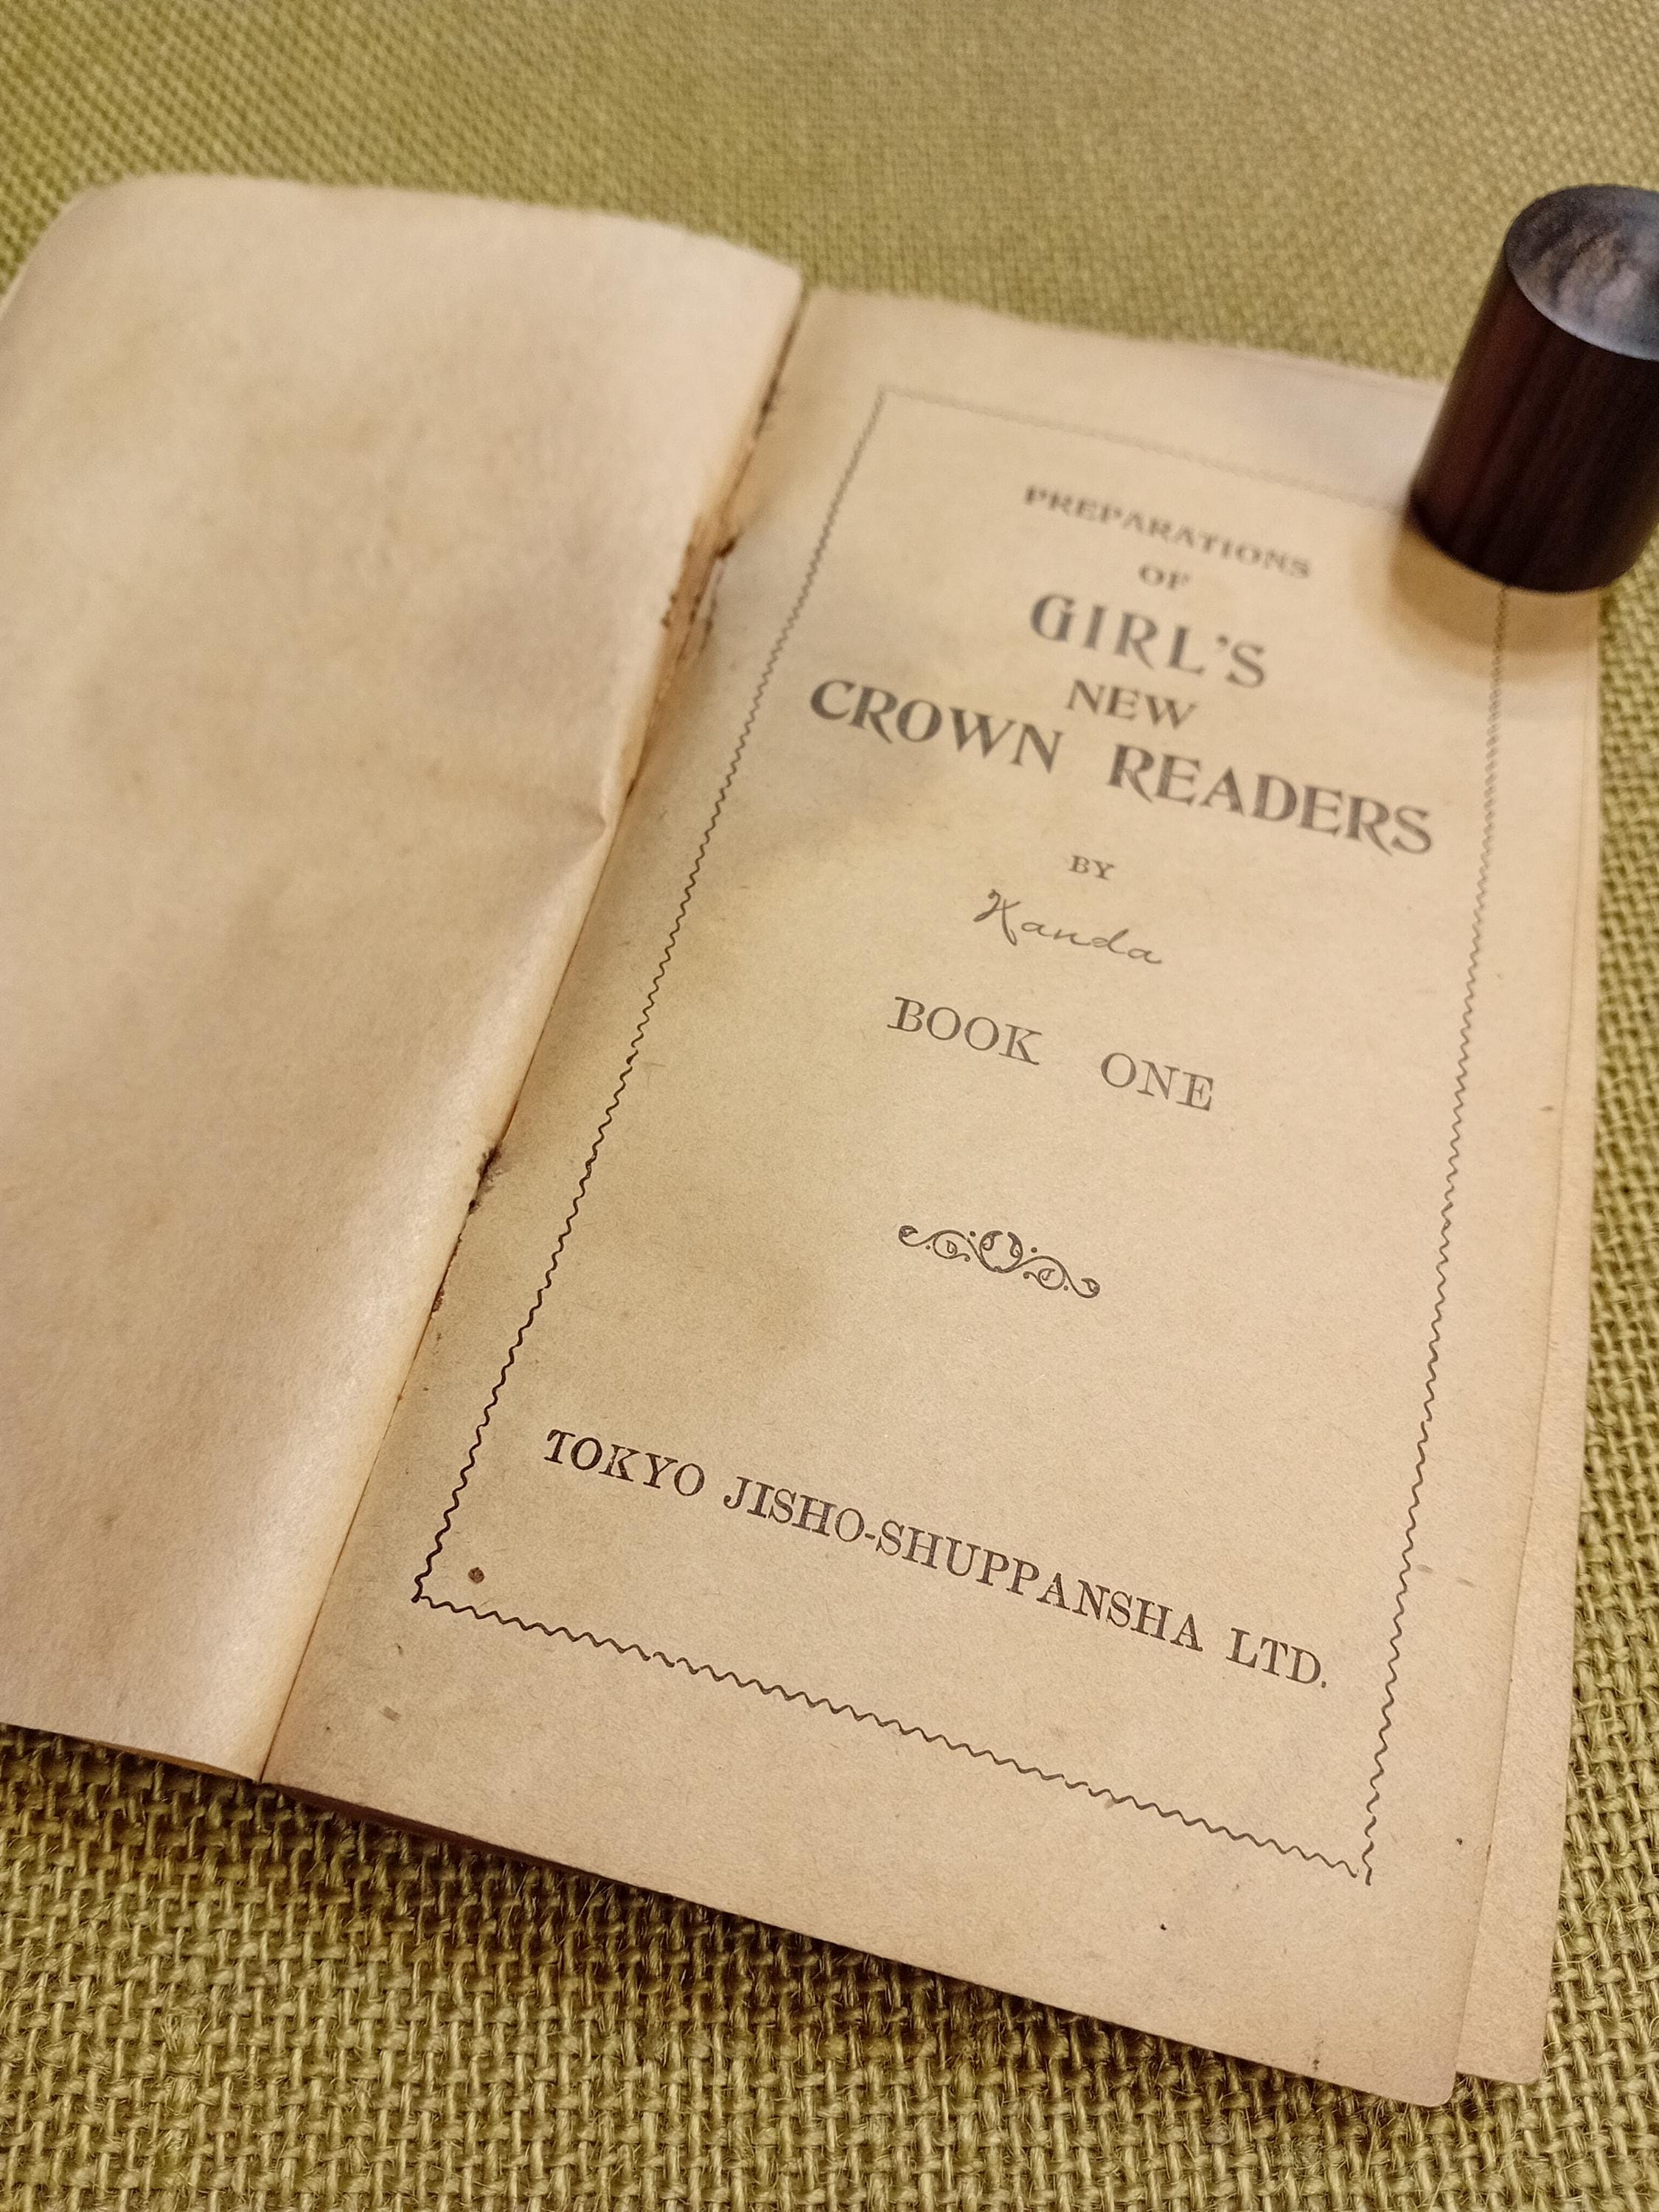 PREPARATIONS
OF
GIRL'S
NEW
CROWN READERS
BY
Kanda
BOOK ONE
TOKYO JISHO-SHUPPANSHA LTD.